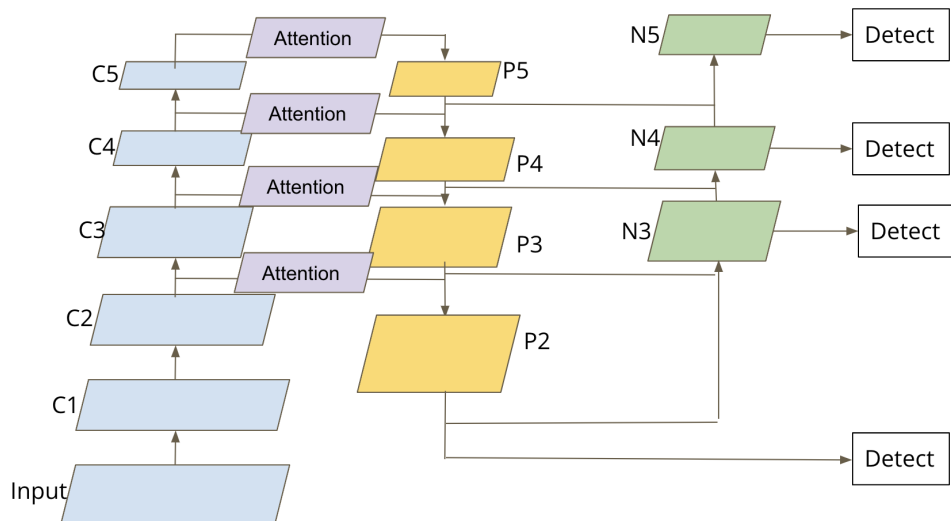 Attention
N5
Detect
C5
P5
Attention
C4
N4
Detect
P4
Attention
C3
N3
Detect
P3
Attention
C2
P2
C1
Detect
Input